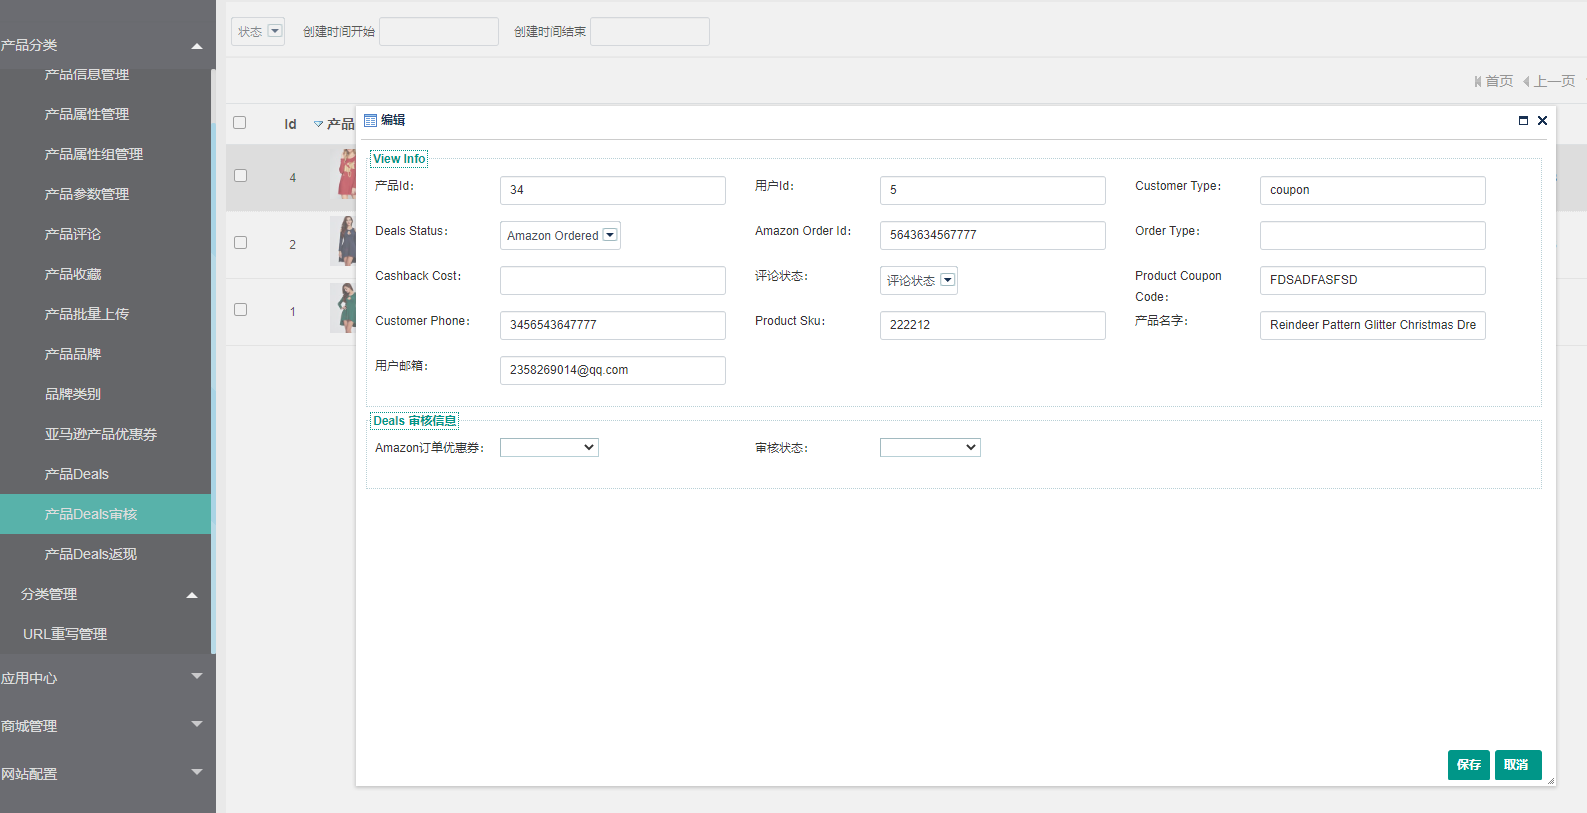 状态
创建时间开始
创建时间结束
产品分类
产品信息管理
产品属性管理
产品属性组管理
产品参数管理
产品评论
产品收藏
产品批量上传
产品品牌
品牌类别
亚马逊产品优惠券
产品Deals
产品Deals审核
产品Deals返现
分类管理
URL重写管理
应用中心
商城管理
网站配置
首页 上一页
Id 产品
4
2
1
编辑
View Info
产品Id: 34
用户Id: 5
Customer Type: coupon
Deals Status: Amazon Ordered
Amazon Order Id: 5643634567777
Order Type:
Cashback Cost:
评论状态: 评论状态
Product Coupon Code: FDSADFASFSD
Customer Phone: 3456543647777
Product Sku: 222212
产品名字: Reindeer Pattern Glitter Christmas Dre
用户邮箱: 2358269014@qq.com
Deals 审核信息
Amazon订单优惠券:
审核状态:
保存 取消